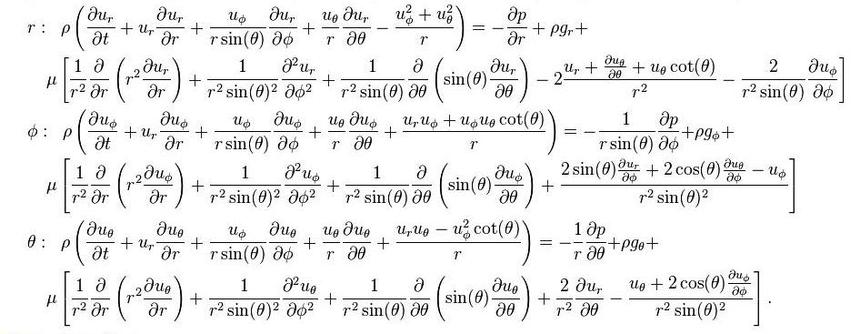 r: ρ(∂u_r/∂t + u_r ∂u_r/∂r + u_ϕ/(r sin(θ)) ∂u_r/∂ϕ + u_θ/r ∂u_r/∂θ − (u_ϕ² + u_θ²)/r) = −∂p/∂r + ρg_r +
μ[1/r² ∂/∂r (r² ∂u_r/∂r) + 1/(r² sin(θ)²) ∂²u_r/∂ϕ² + 1/(r² sin(θ)) ∂/∂θ (sin(θ) ∂u_r/∂θ) − 2 (u_r + ∂u_θ/∂θ + u_θ cot(θ))/r² − 2/(r² sin(θ)) ∂u_ϕ/∂ϕ]
ϕ: ρ(∂u_ϕ/∂t + u_r ∂u_ϕ/∂r + u_ϕ/(r sin(θ)) ∂u_ϕ/∂ϕ + u_θ/r ∂u_ϕ/∂θ + (u_r u_ϕ + u_ϕ u_θ cot(θ))/r) = −1/(r sin(θ)) ∂p/∂ϕ + ρg_ϕ +
μ[1/r² ∂/∂r (r² ∂u_ϕ/∂r) + 1/(r² sin(θ)²) ∂²u_ϕ/∂ϕ² + 1/(r² sin(θ)) ∂/∂θ (sin(θ) ∂u_ϕ/∂θ) + (2 sin(θ) ∂u_r/∂ϕ + 2 cos(θ) ∂u_θ/∂ϕ − u_ϕ)/(r² sin(θ)²)]
θ: ρ(∂u_θ/∂t + u_r ∂u_θ/∂r + u_ϕ/(r sin(θ)) ∂u_θ/∂ϕ + u_θ/r ∂u_θ/∂θ + (u_r u_θ − u_ϕ² cot(θ))/r) = −1/r ∂p/∂θ + ρg_θ +
μ[1/r² ∂/∂r (r² ∂u_θ/∂r) + 1/(r² sin(θ)²) ∂²u_θ/∂ϕ² + 1/(r² sin(θ)) ∂/∂θ (sin(θ) ∂u_θ/∂θ) + 2/r² ∂u_r/∂θ − (u_θ + 2 cos(θ) ∂u_ϕ/∂ϕ)/(r² sin(θ)²)].